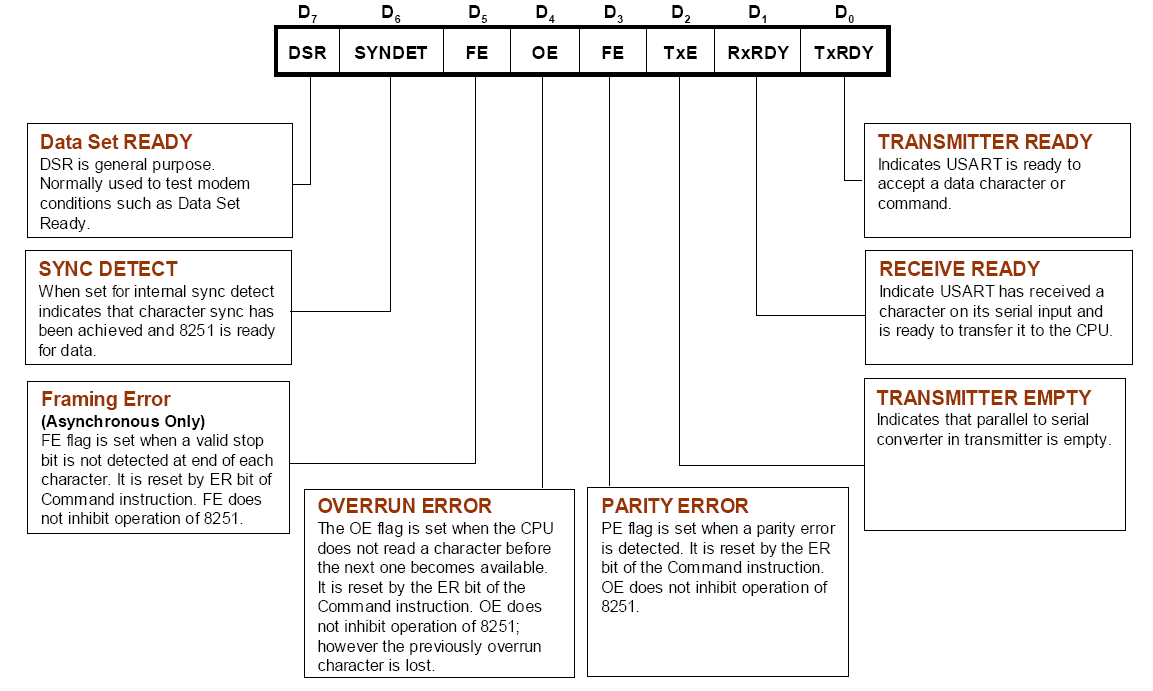 D7 D6 D5 D4 D3 D2 D1 D0
DSR SYNDET FE OE FE TxE RxRDY TxRDY
Data Set READY
DSR is general purpose.
Normally used to test modem
conditions such as Data Set
Ready.
SYNC DETECT
When set for internal sync detect
indicates that character sync has
been achieved and 8251 is ready
for data.
Framing Error
(Asynchronous Only)
FE flag is set when a valid stop
bit is not detected at end of each
character. It is reset by ER bit of
Command instruction. FE does
not inhibit operation of 8251.
OVERRUN ERROR
The OE flag is set when the CPU
does not read a character before
the next one becomes available.
It is reset by the ER bit of the
Command instruction. OE does
not inhibit operation of 8251;
however the previously overrun
character is lost.
PARITY ERROR
PE flag is set when a parity error
is detected. It is reset by the ER
bit of the Command instruction.
OE does not inhibit operation of
8251.
TRANSMITTER READY
Indicates USART is ready to
accept a data character or
command.
RECEIVE READY
Indicate USART has received a
character on its serial input and
is ready to transfer it to the CPU.
TRANSMITTER EMPTY
Indicates that parallel to serial
converter in transmitter is empty.